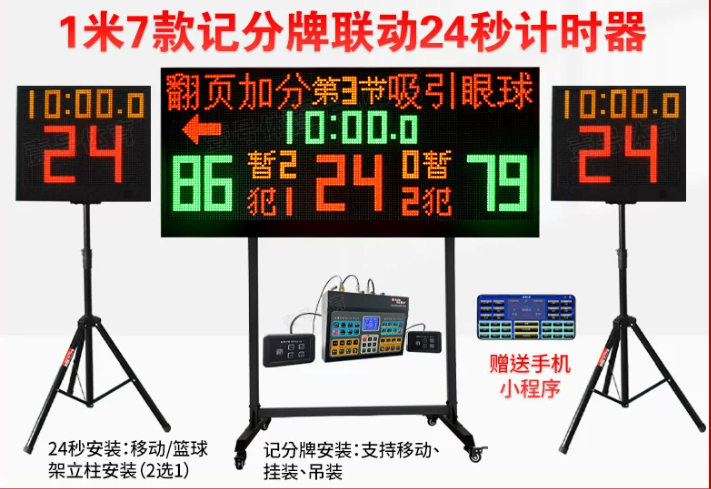 1米7款记分牌联动24秒计时器
10:00.0
24
翻页加分第3节吸引眼球
10:00.0
86 暂2 24 0暂 79
犯1 2犯
10:00.0
24
赠送手机
小程序
24秒安装:移动/篮球
架立柱安装(2选1)
记分牌安装:支持移动、
挂装、吊装